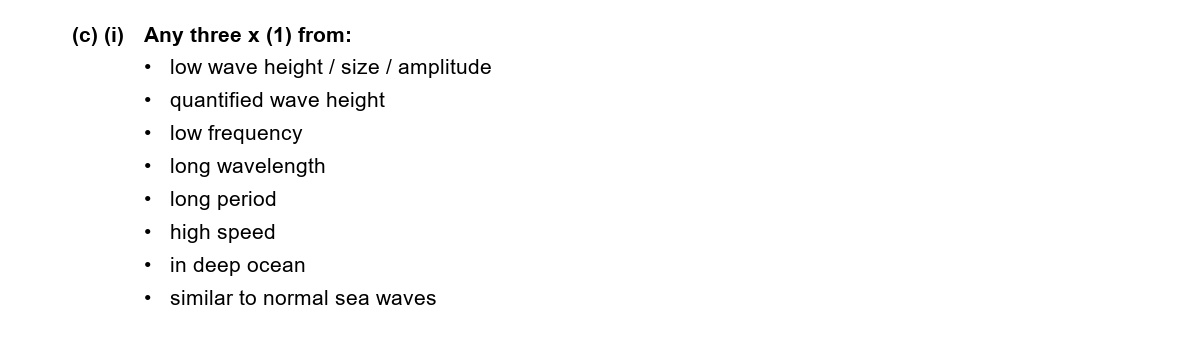 (c) (i) Any three x (1) from:
• low wave height / size / amplitude
• quantified wave height
• low frequency
• long wavelength
• long period
• high speed
• in deep ocean
• similar to normal sea waves